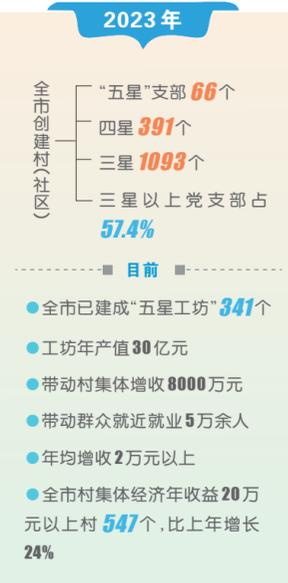 2023年
全市创建村（社区）
“五星”支部66个
四星391个
三星1093个
三星以上党支部占
57.4%
目前
●全市已建成“五星工坊”341个
●工坊年产值30亿元
●带动村集体增收8000万元
●带动群众就近就业5万余人
●年均增收2万元以上
●全市村集体经济年收益20万
元以上村547个，比上年增长
24%